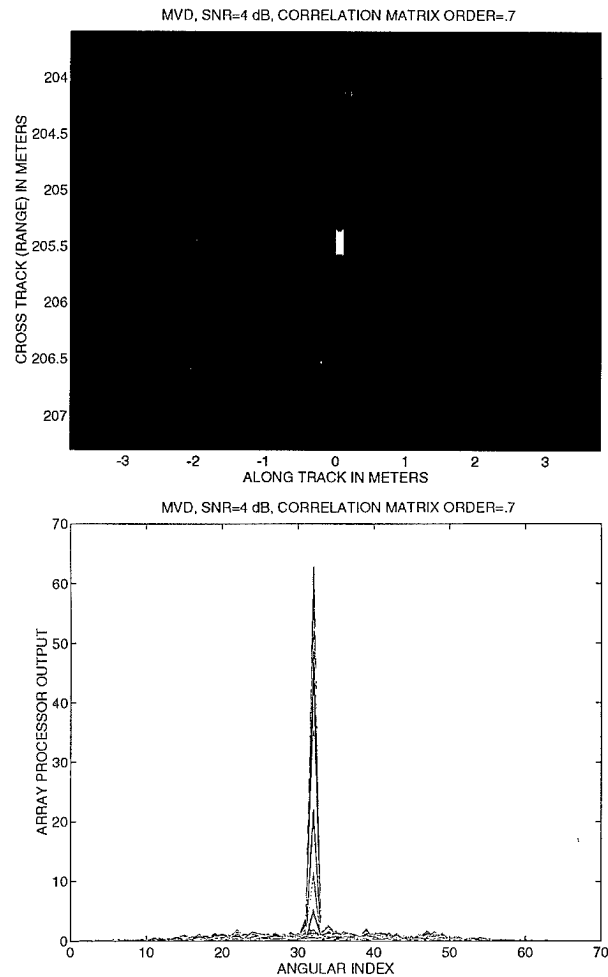 MVD, SNR=4 dB, CORRELATION MATRIX ORDER=.7
CROSS TRACK (RANGE) IN METERS
204
204.5
205
205.5
206
206.5
207
-3 -2 -1 0 1 2 3
ALONG TRACK IN METERS
MVD, SNR=4 dB, CORRELATION MATRIX ORDER=.7
ARRAY PROCESSOR OUTPUT
70
60
50
40
30
20
10
0
0 10 20 30 40 50 60 70
ANGULAR INDEX